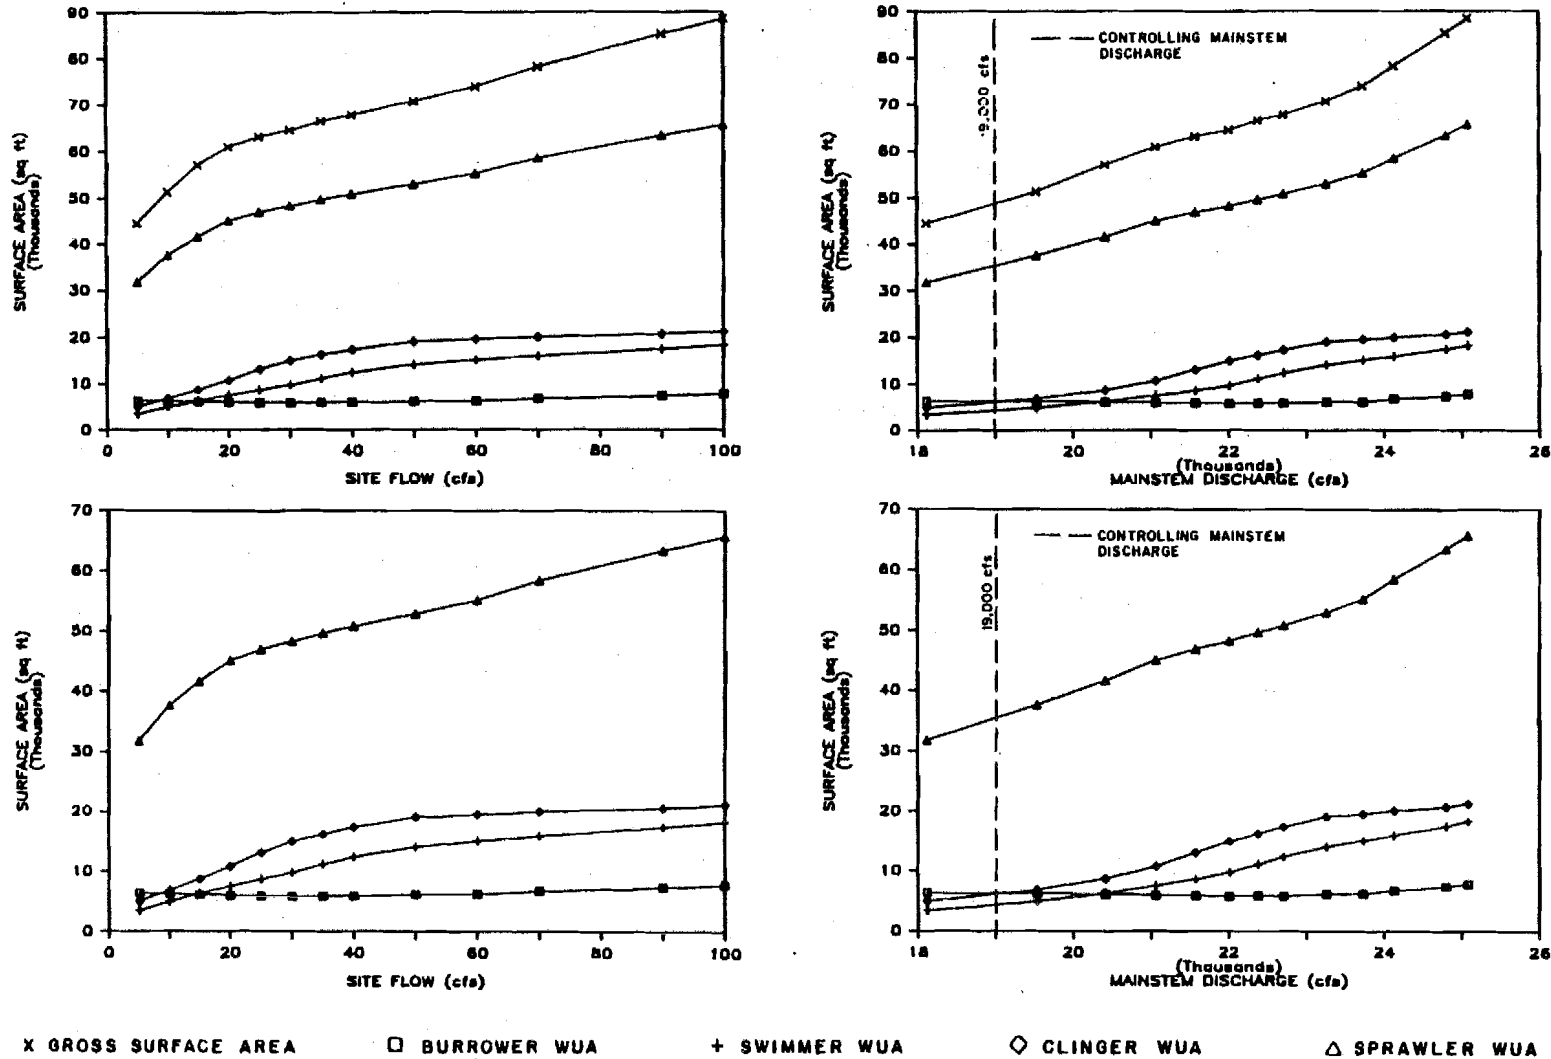 90
80
70
60
50
40
30
20
10
0
SURFACE AREA (sq ft)
(Thousands)
0 20 40 60 80 100
SITE FLOW (cfs)
90
80
70
60
50
40
30
20
10
0
SURFACE AREA (sq ft)
(Thousands)
CONTROLLING MAINSTEM
DISCHARGE
18 20 22 24 26
(Thousands)
MAINSTEM DISCHARGE (cfs)
70
60
50
40
30
20
10
0
SURFACE AREA (sq ft)
(Thousands)
0 20 40 60 80 100
SITE FLOW (cfs)
70
60
50
40
30
20
10
0
SURFACE AREA (sq ft)
(Thousands)
19,000 cfs
CONTROLLING MAINSTEM
DISCHARGE
18 20 22 24 26
(Thousands)
MAINSTEM DISCHARGE (cfs)
x GROSS SURFACE AREA □ BURROWER WUA + SWIMMER WUA ◇ CLINGER WUA △ SPRAWLER WUA